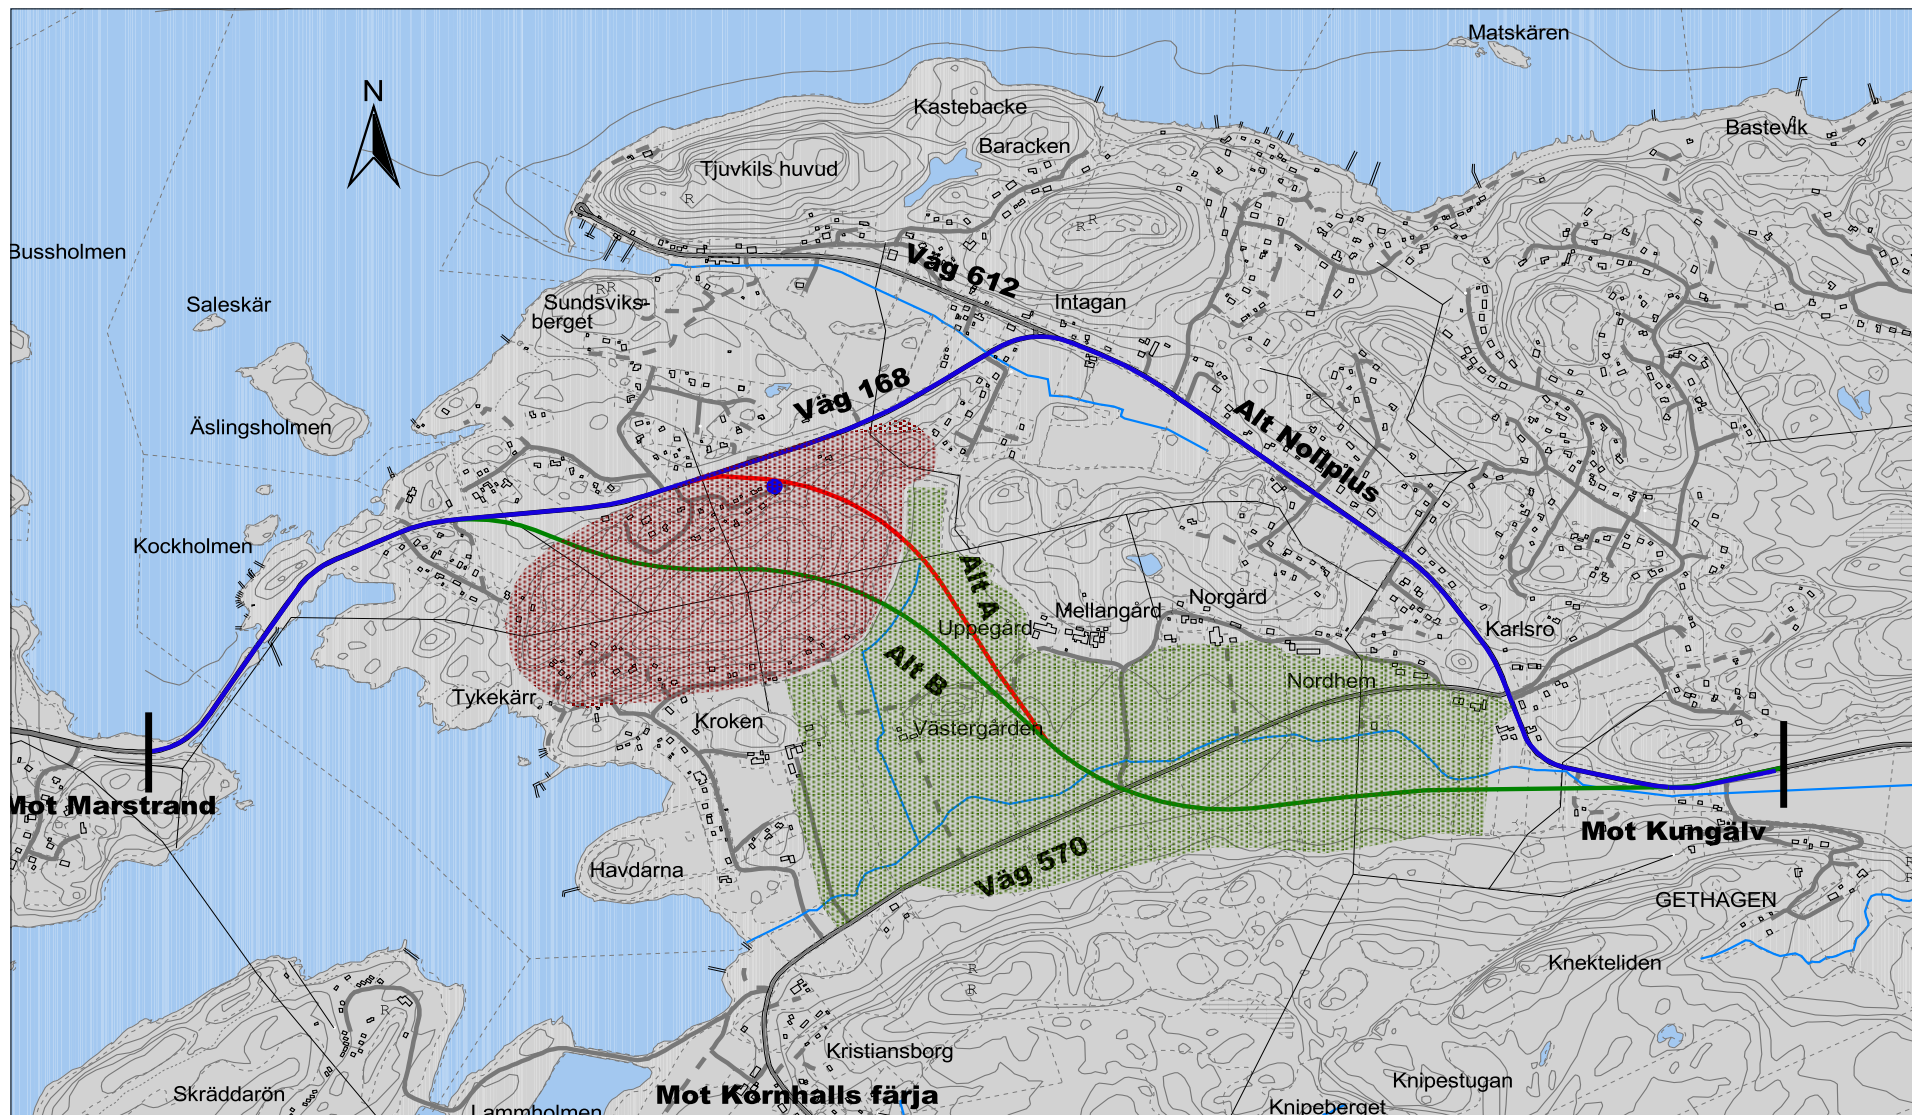 Matskären
N
Kastebacke
Bastevik
Baracken
Tjuvkils huvud
R
R
Bussholmen
Väg 612
Saleskär
RR
Sundsviks-
berget
Intagan
Väg 168
Alt Nollplus
Äslingsholmen
Kockholmen
Alt A
Mellangård
Norgård
Uppegård
Karlsro
Alt B
Nordhem
Tykekärr
Kroken
Västergården
Mot Marstrand
Mot Kungälv
Väg 570
Havdarna
R
R
GETHAGEN
Knekteliden
R
R
R
Kristiansborg
Skräddarön
Mot Kornhalls färja
Knipestugan
Lammholmen
Knipeberget